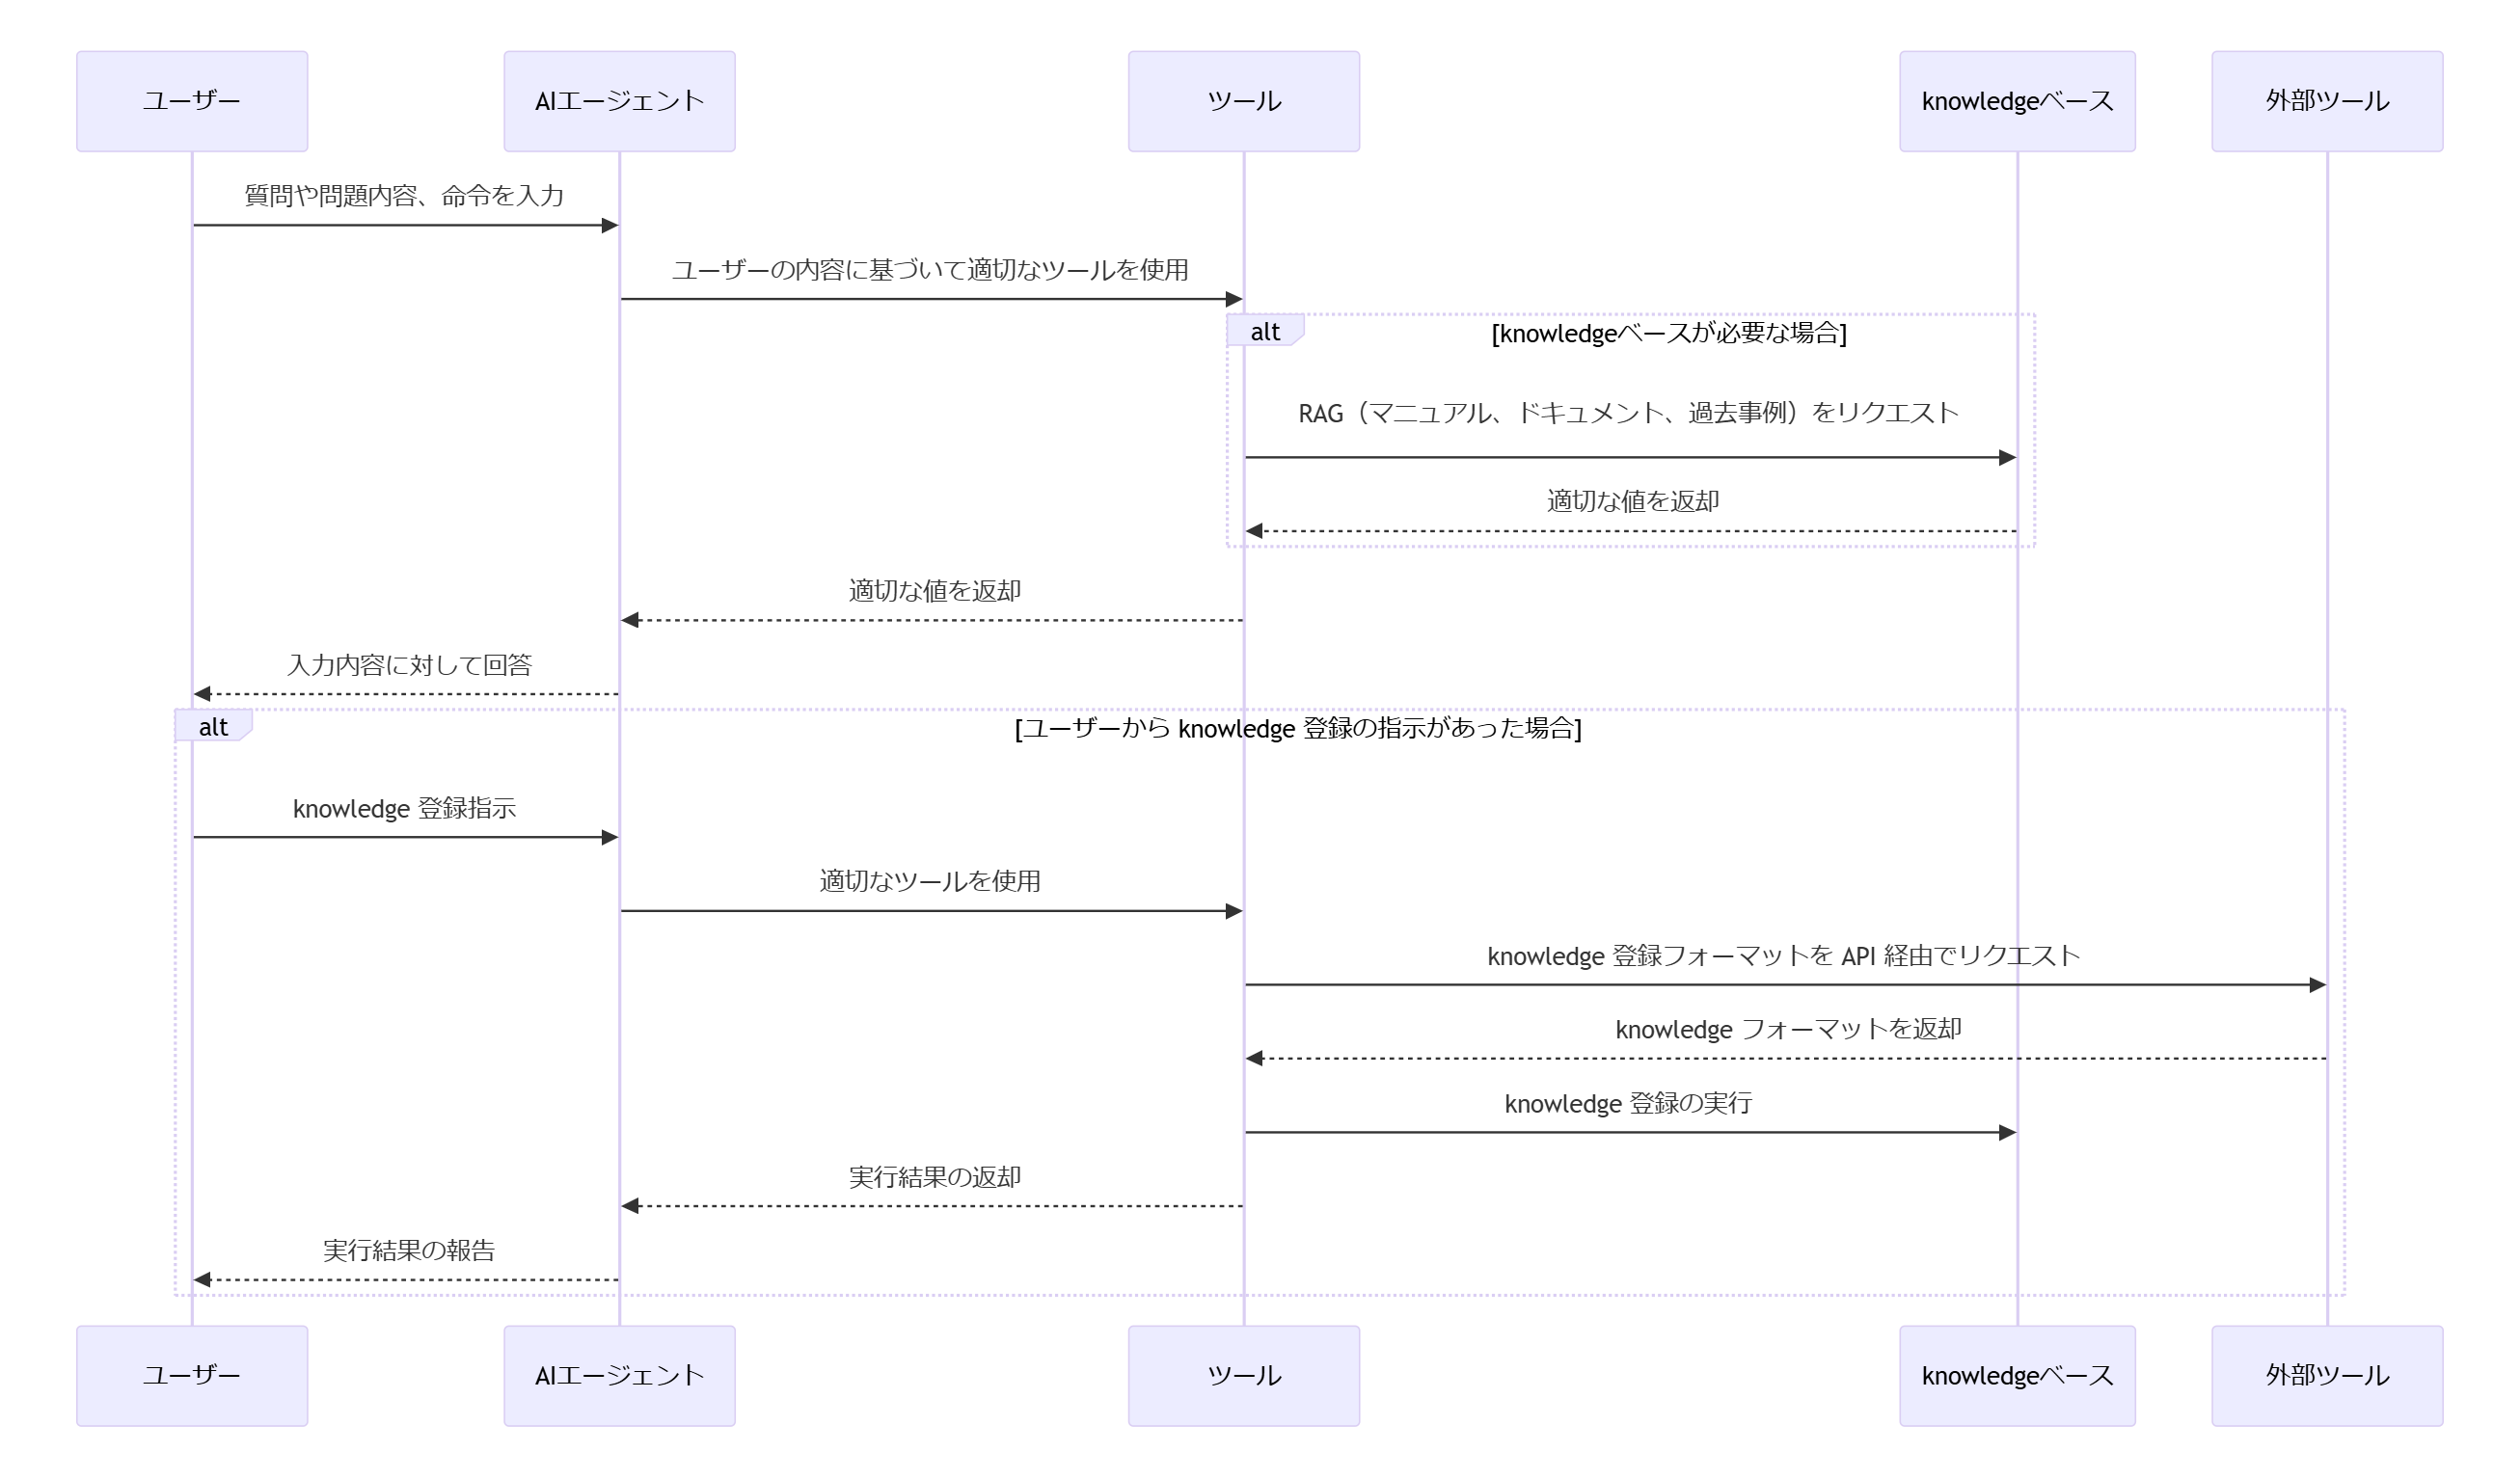 ユーザー
AIエージェント
ツール
knowledgeベース
外部ツール
質問や問題内容、命令を入力
ユーザーの内容に基づいて適切なツールを使用
alt
[knowledgeベースが必要な場合]
RAG（マニュアル、ドキュメント、過去事例）をリクエスト
適切な値を返却
適切な値を返却
入力内容に対して回答
alt
[ユーザーから knowledge 登録の指示があった場合]
knowledge 登録指示
適切なツールを使用
knowledge 登録フォーマットを API 経由でリクエスト
knowledge フォーマットを返却
knowledge 登録の実行
実行結果の返却
実行結果の報告
ユーザー
AIエージェント
ツール
knowledgeベース
外部ツール